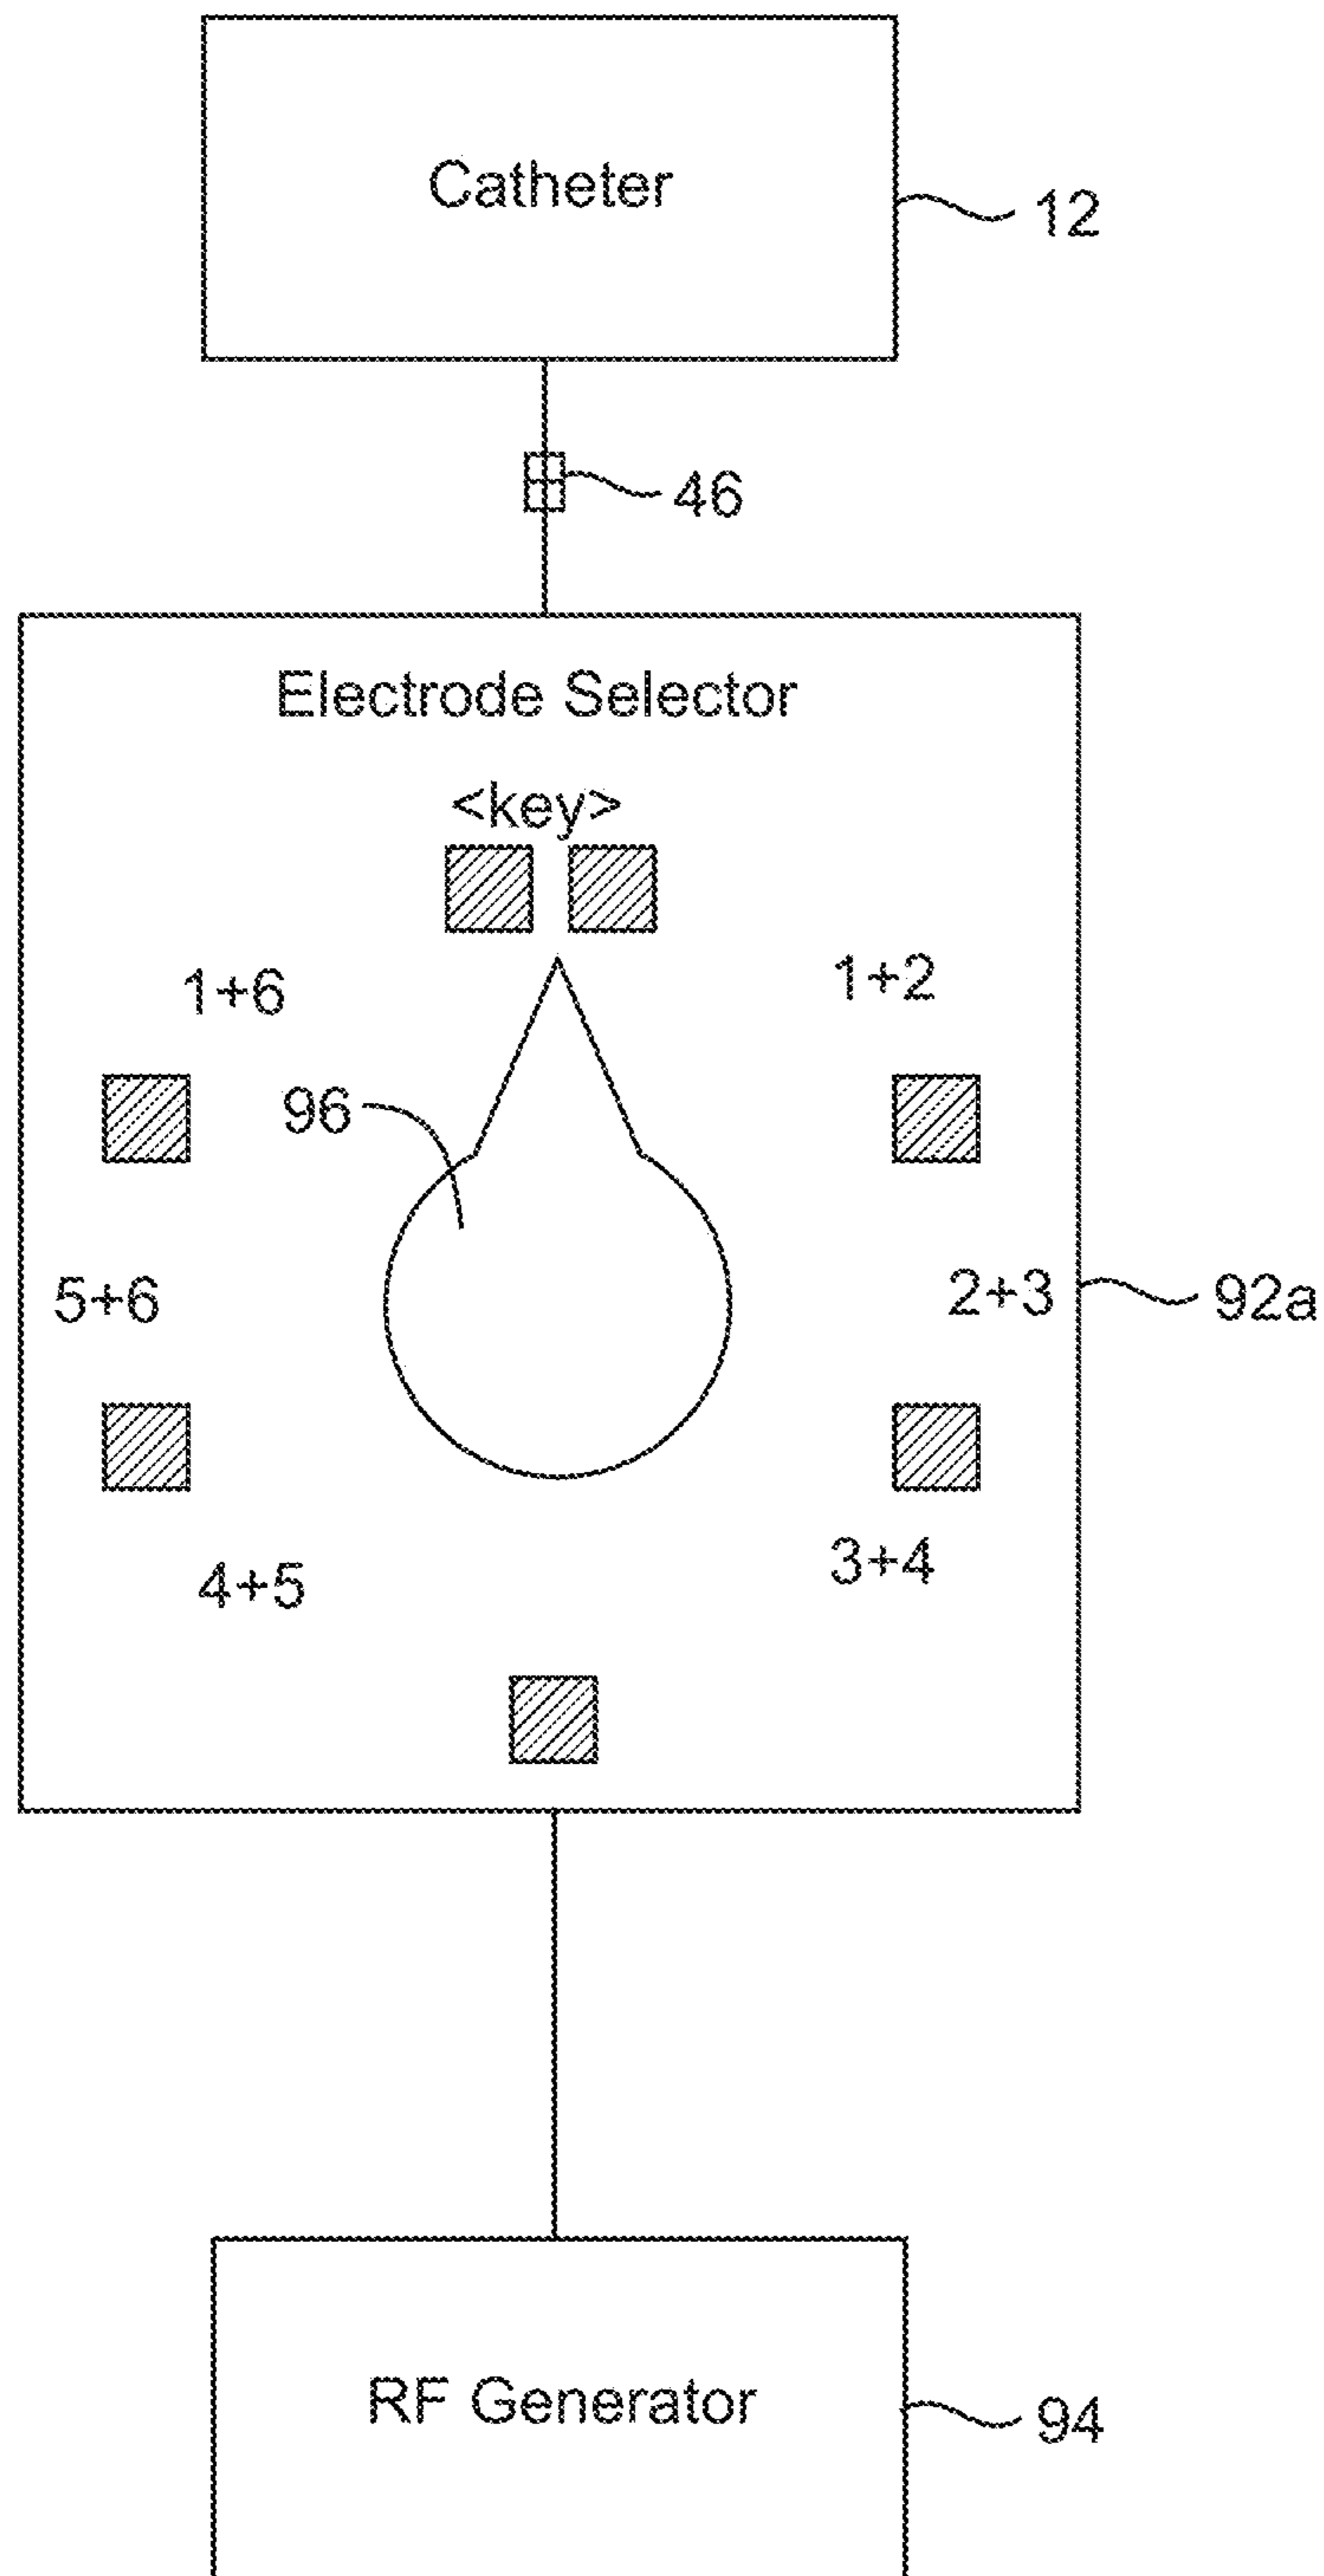 Catheter
12
46
Electrode Selector
<key>
1+6
1+2
96
5+6
2+3
92a
4+5
3+4
RF Generator
94